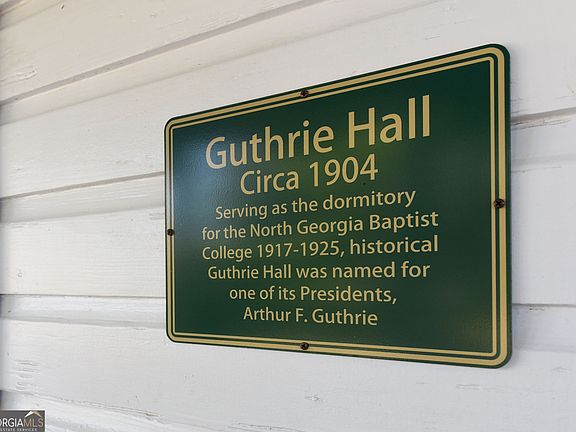 Guthrie Hall
Circa 1904
Serving as the dormitory
for the North Georgia Baptist
College 1917-1925, historical
Guthrie Hall was named for
one of its Presidents,
Arthur F. Guthrie
ORGIAMLS